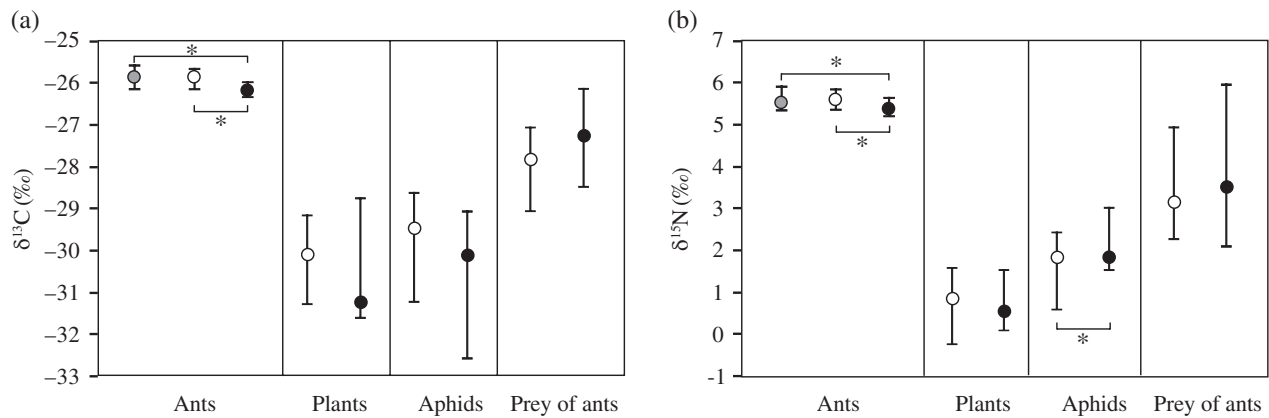 (a)
–25
–26
–27
–28
–29
–30
–31
–32
–33
δ¹³C (‰)
*
*
Ants
Plants
Aphids
Prey of ants
(b)
7
6
5
4
3
2
1
0
-1
δ¹⁵N (‰)
*
*
*
Ants
Plants
Aphids
Prey of ants